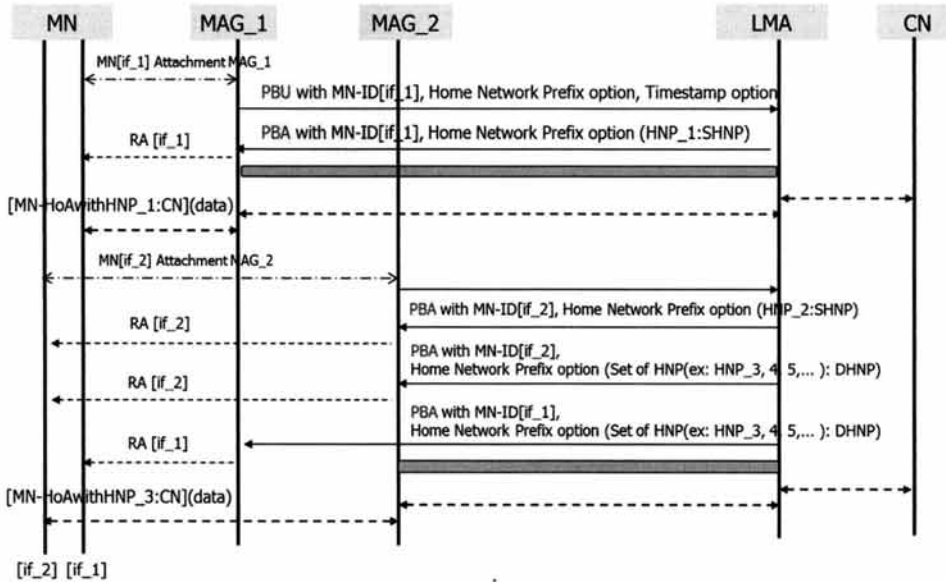 MN MAG_1 MAG_2 LMA CN
MN[if_1] Attachment MAG_1
PBU with MN-ID[if_1], Home Network Prefix option, Timestamp option
PBA with MN-ID[if_1], Home Network Prefix option (HNP_1:SHNP)
RA [if_1]
[MN-HoAwithHNP_1:CN](data)
MN[if_2] Attachment MAG_2
PBA with MN-ID[if_2], Home Network Prefix option (HNP_2:SHNP)
RA [if_2]
PBA with MN-ID[if_2],
Home Network Prefix option (Set of HNP(ex: HNP_3, 4, 5,... ): DHNP)
RA [if_2]
PBA with MN-ID[if_1],
Home Network Prefix option (Set of HNP(ex: HNP_3, 4, 5,... ): DHNP)
RA [if_1]
[MN-HoAwithHNP_3:CN](data)
[if_2] [if_1]